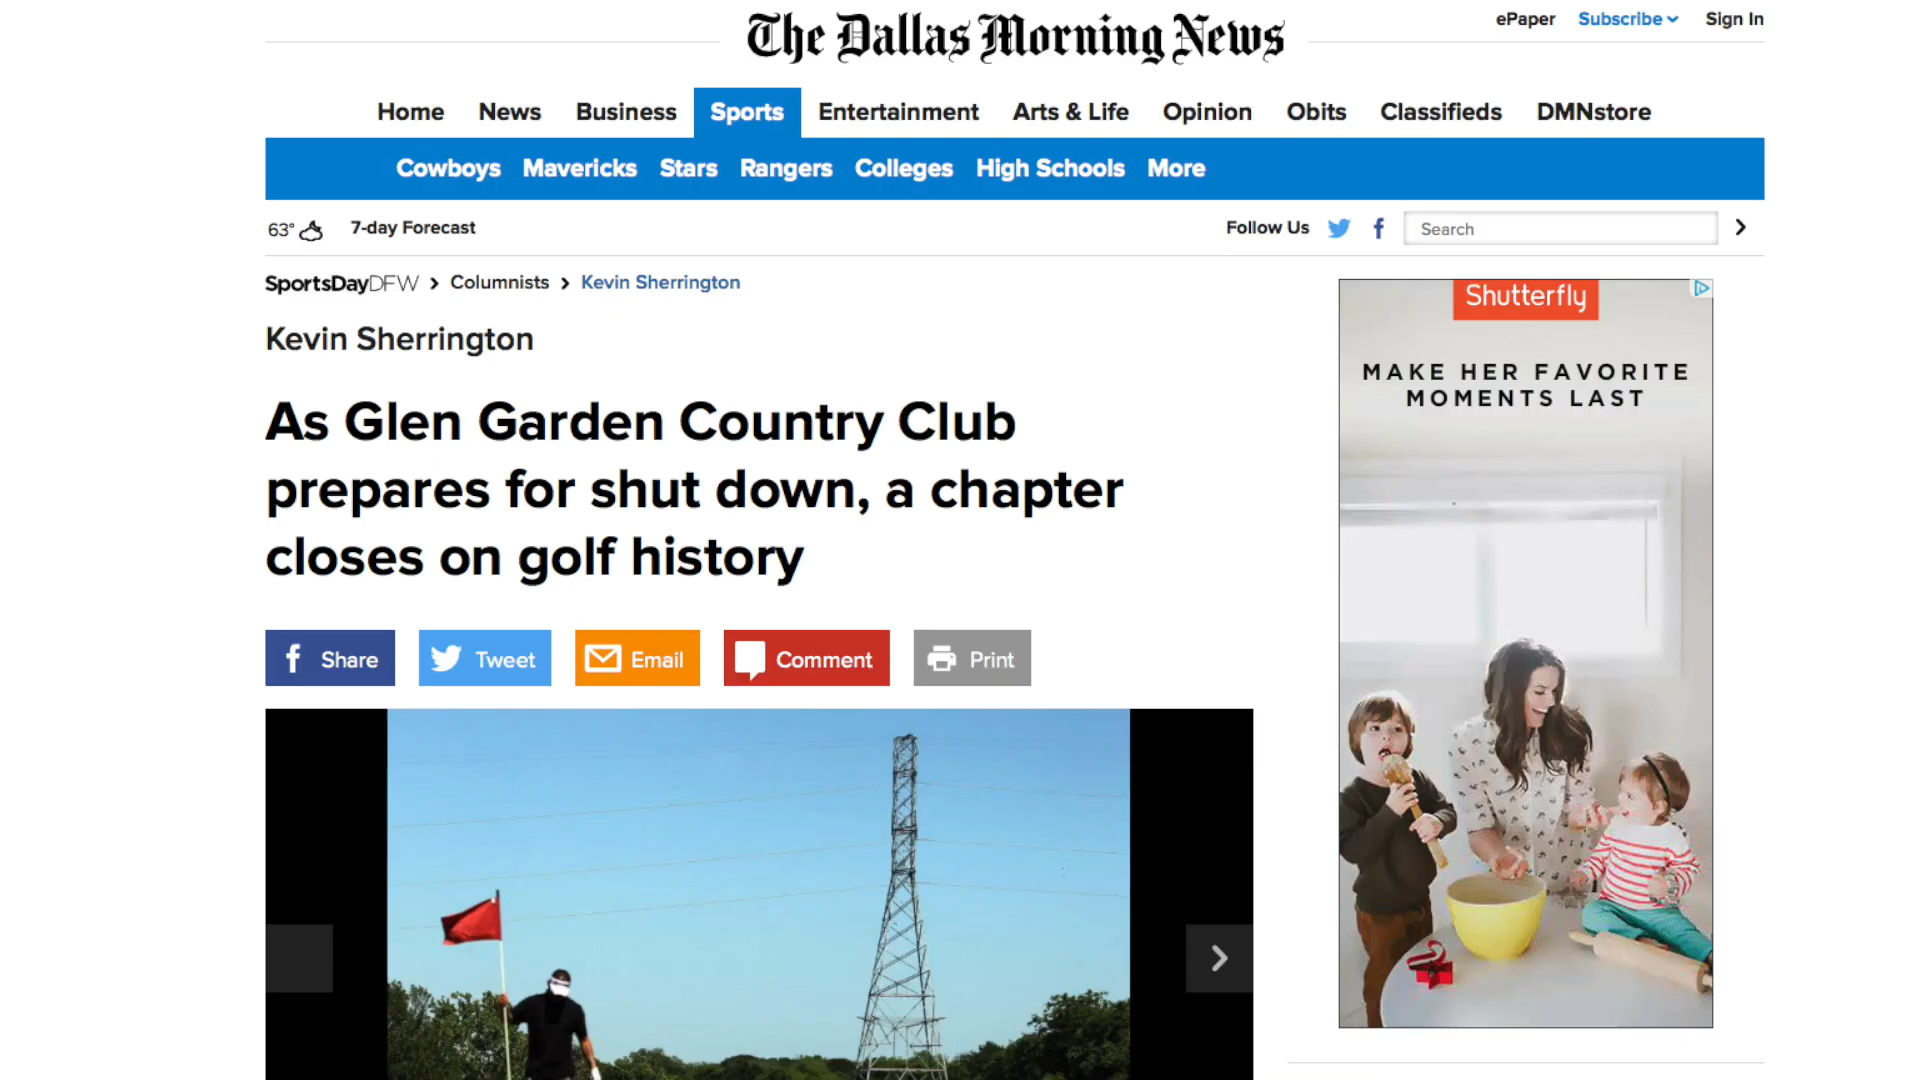 The Dallas Morning News
ePaper Subscribe Sign In
Home News Business Sports Entertainment Arts & Life Opinion Obits Classifieds DMNstore
Cowboys Mavericks Stars Rangers Colleges High Schools More
63° 7-day Forecast
Follow Us Search
SportsDayDFW > Columnists > Kevin Sherrington
Kevin Sherrington
As Glen Garden Country Club
prepares for shut down, a chapter
closes on golf history
Share Tweet Email Comment Print
Shutterfly
MAKE HER FAVORITE
MOMENTS LAST